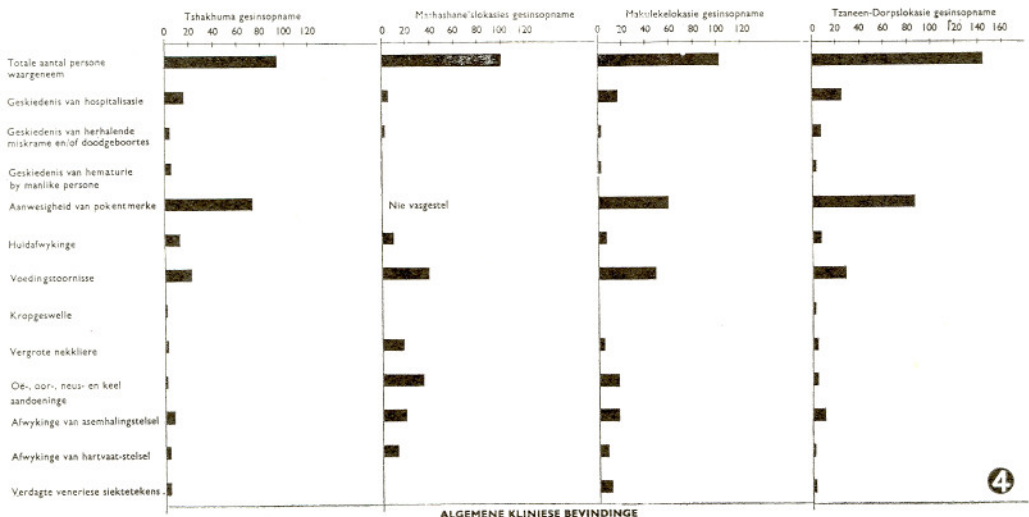 Tshakhuma gesinsopname
0 20 40 60 80 100 120
Mathashane'slokasies gesinsopname
0 20 40 60 80 100 120
Makulekelokasie gesinsopname
0 20 40 60 80 100 120
Tzaneen-Dorpslokasie gesinsopname
0 20 40 60 80 100 120 140 160
Totale aantal persone
waargeneem
Geskiedenis van hospitalisasie
Geskiedenis van herhalende
miskrame en/of doodgeboortes
Geskiedenis van hematurie
by manlike persone
Aanwesigheid van pokentmerke
Nie vasgestel
Huidafwykinge
Voedingstoornisse
Kropgeswelle
Vergrote nekkliere
Oë-, oor-, neus- en keel
aandoeninge
Afwykinge van asemhalingstelsel
Afwykinge van hartvaat-stelsel
Verdagte veneriese siektetekens
4
ALGEMENE KLINIESE BEVINDINGE